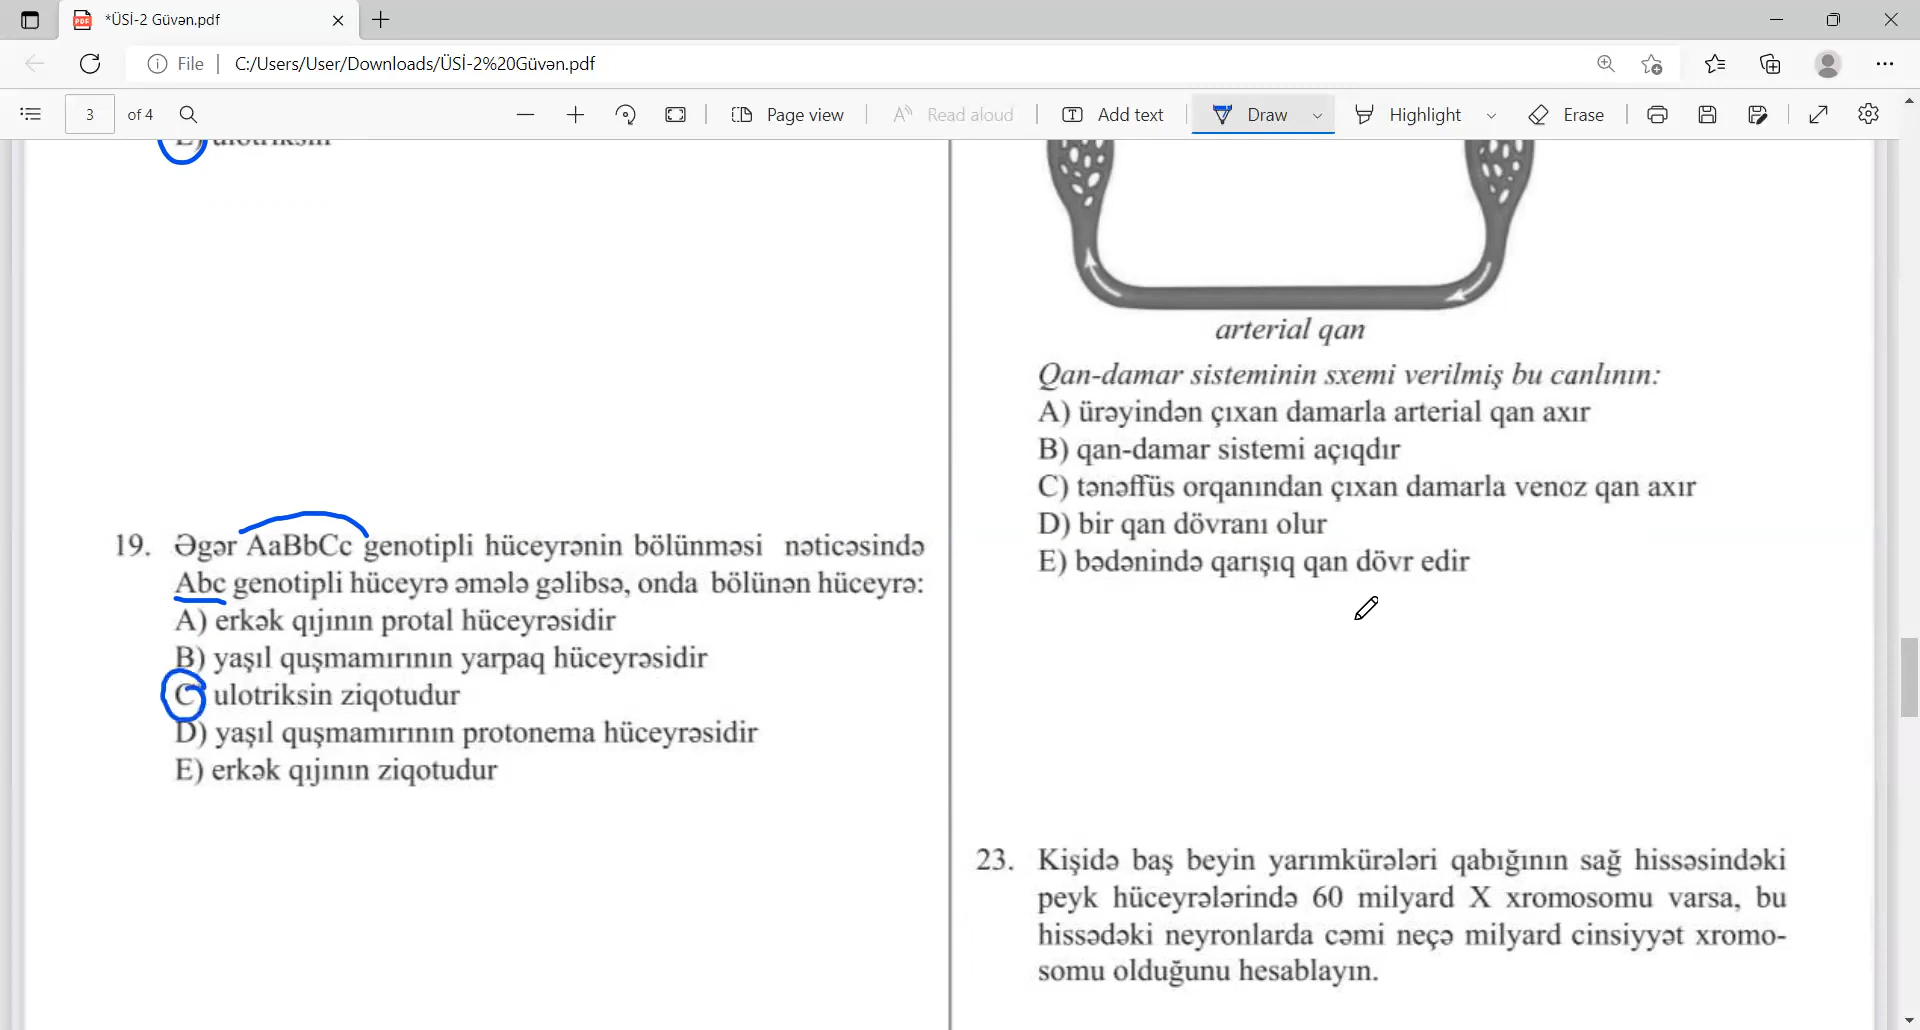 *ÜSİ-2 Güvən.pdf
File
C:/Users/User/Downloads/ÜSİ-2%20Güvən.pdf
3 of 4
Page view
Read aloud
Add text
Draw
Highlight
Erase
E) ulotriksin
19. Əgər AaBbCc genotipli hüceyrənin bölünməsi nəticəsində
Abc genotipli hüceyrə əmələ gəlibsə, onda bölünən hüceyrə:
A) erkək qıjının protal hüceyrəsidir
B) yaşıl quşmamırının yarpaq hüceyrəsidir
C) ulotriksin ziqotudur
D) yaşıl quşmamırının protonema hüceyrəsidir
E) erkək qıjının ziqotudur
arterial qan
Qan-damar sisteminin sxemi verilmiş bu canlının:
A) ürəyindən çıxan damarla arterial qan axır
B) qan-damar sistemi açıqdır
C) tənəffüs orqanından çıxan damarla venoz qan axır
D) bir qan dövranı olur
E) bədənində qarışıq qan dövr edir
23. Kişidə baş beyin yarımkürələri qabığının sağ hissəsindəki
peyk hüceyrələrində 60 milyard X xromosomu varsa, bu
hissədəki neyronlarda cəmi neçə milyard cinsiyyət xromo-
somu olduğunu hesablayın.